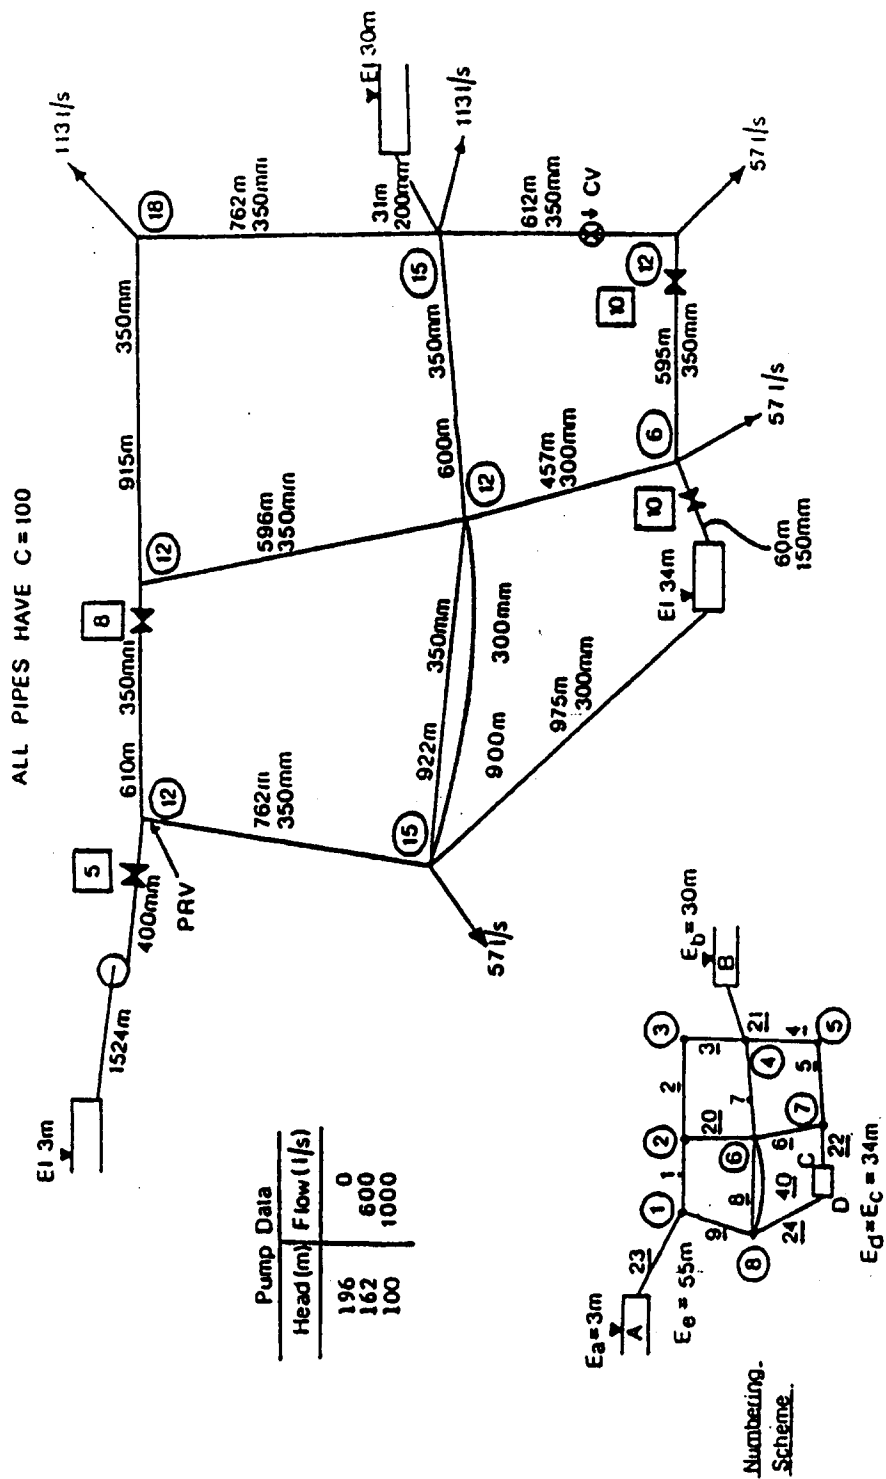 ALL PIPES HAVE C=100
El 3m
1524m
400mm
5
PRV
12
610m
350mm
8
12
915m
350mm
18
113 l/s
762m
350mm
596m
350mm
762m
350mm
31m
200mm
El 30m
113 l/s
15
600m
350mm
12
922m
350mm
900m
300mm
15
57 l/s
612m
350mm
CV
457m
300mm
975m
300mm
6
10
12
595m
350mm
57 l/s
57 l/s
10
El 34m
60m
150mm
Pump Data
Head(m) Flow(l/s)
196 0
162 600
100 1000
Numbering
Scheme
Ea=3m
A
23
Ee = 55m
1
1
2
2
3
9
20
3
Eb = 30m
B
21
8
8
6
7
4
24
40
6
4
D
C
22
7
5
5
Ed=Ec = 34m